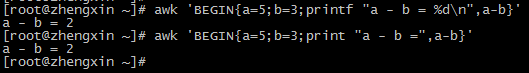 [root@zhengxin ~]# awk 'BEGIN{a=5;b=3;printf "a - b = %d\n",a-b}'
a - b = 2
[root@zhengxin ~]# awk 'BEGIN{a=5;b=3;print "a - b =",a-b}'
a - b = 2
[root@zhengxin ~]#